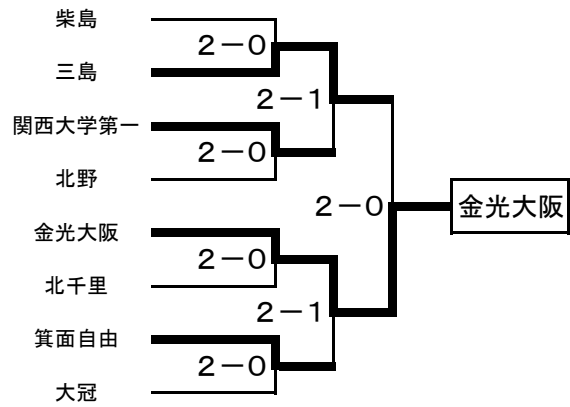 柴島
2－0
三島
2－1
関西大学第一
2－0
北野
2－0
金光大阪
金光大阪
2－0
北千里
2－1
箕面自由
2－0
大冠